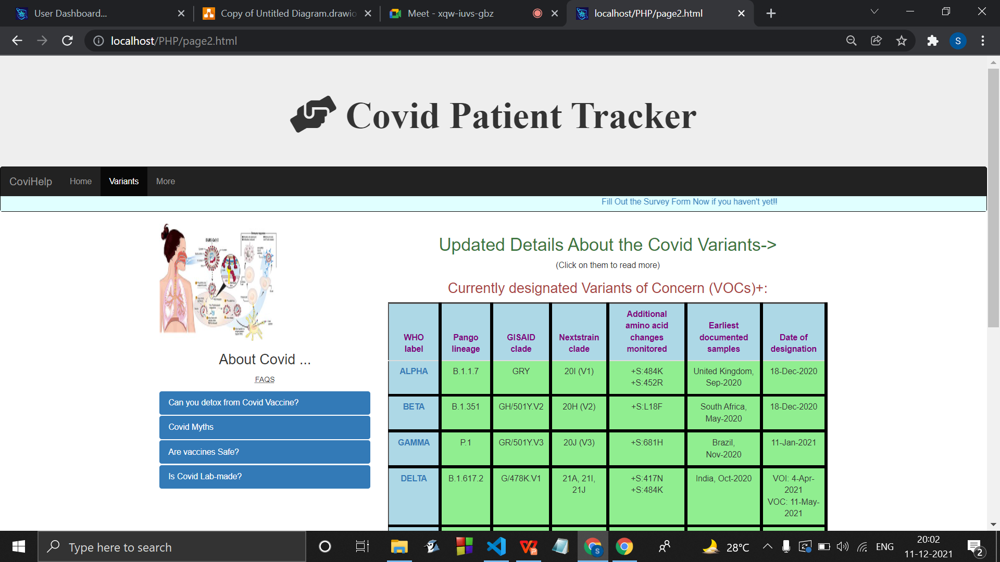 User Dashboard...
Copy of Untitled Diagram.drawio
Meet - xqw-iuvs-gbz
localhost/PHP/page2.html
localhost/PHP/page2.html
S
Covid Patient Tracker
CoviHelp
Home
Variants
More
Fill Out the Survey Form Now if you haven't yet!!
SARS-CoV-2
About Covid ...
FAQS
Can you detox from Covid Vaccine?
Covid Myths
Are vaccines Safe?
Is Covid Lab-made?
Updated Details About the Covid Variants->
(Click on them to read more)
Currently designated Variants of Concern (VOCs)+:
WHO
label
Pango
lineage
GISAID
clade
Nextstrain
clade
Additional
amino acid
changes
monitored
Earliest
documented
samples
Date of
designation
ALPHA
B.1.1.7
GRY
20I (V1)
+S:484K
+S:452R
United Kingdom,
Sep-2020
18-Dec-2020
BETA
B.1.351
GH/501Y.V2
20H (V2)
+S:L18F
South Africa,
May-2020
18-Dec-2020
GAMMA
P.1
GR/501Y.V3
20J (V3)
+S:681H
Brazil,
Nov-2020
11-Jan-2021
DELTA
B.1.617.2
G/478K.V1
21A, 21I,
21J
+S:417N
+S:484K
India, Oct-2020
VOI: 4-Apr-
2021
VOC: 11-May-
2021
Type here to search
S
28°C
ENG
20:02
11-12-2021
2